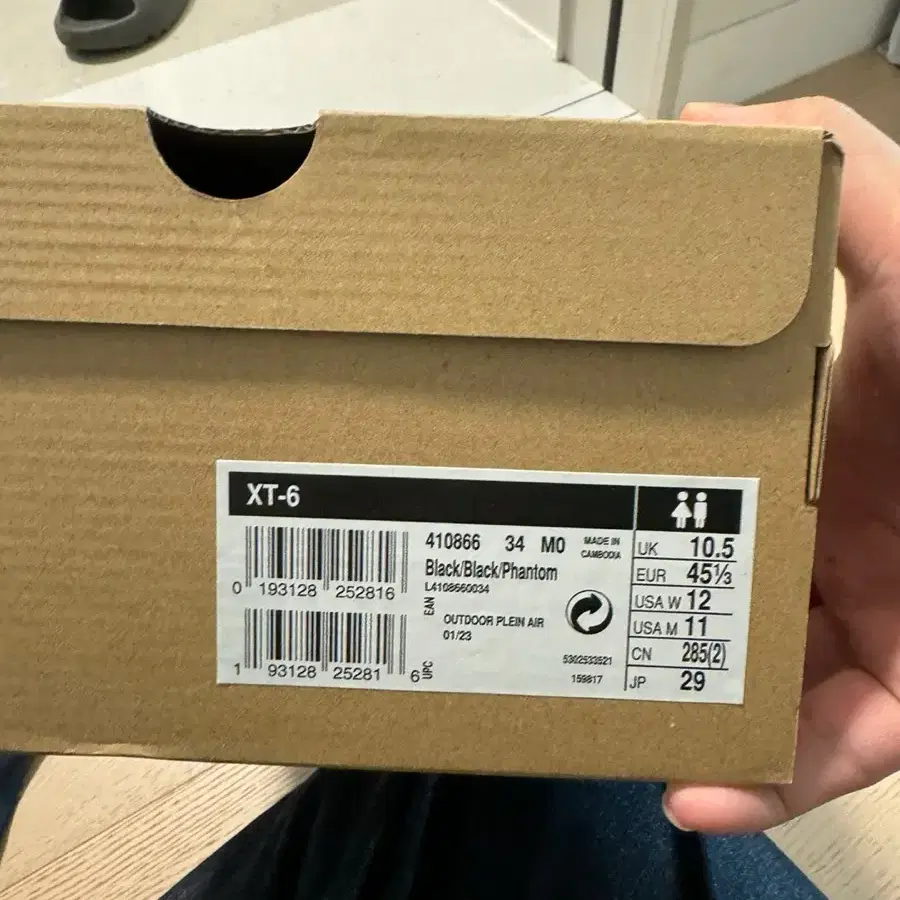 XT-6
0 193128 252816
1 93128 25281 6
EAN
UPC
410866 34 M0
Black/Black/Phantom
L4108660034
MADE IN
CAMBODIA
OUTDOOR PLEIN AIR
01/23
5302533521
159817
UK 10.5
EUR 45⅓
USA W 12
USA M 11
CN 285(2)
JP 29